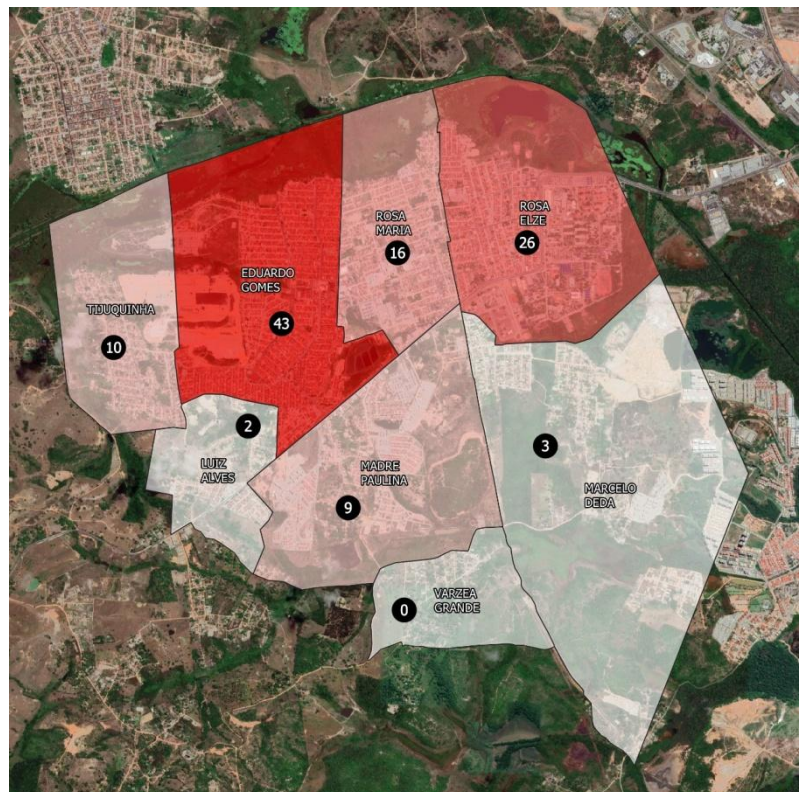 ROSA
MARIA
16
ROSA
ELZE
26
EDUARDO
GOMES
43
TIJUQUINHA
10
2
LUIZ
ALVES
MADRE
PAULINA
9
3
MARCELO
DEDA
VARZEA
GRANDE
0